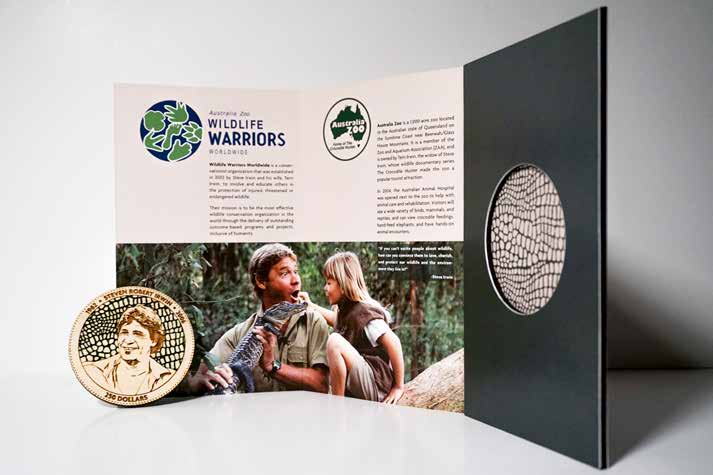 Australia Zoo
WILDLIFE
WARRIORS
WORLDWIDE
Wildlife Warriors Worldwide is a conser-
vational organization that was established
in 2002 by Steve Irwin and his wife, Terri
Irwin, to involve and educate others in
the protection of injured, threatened or
endangered wildlife.
Their mission is to be the most effective
wildlife conservation organization in the
world through the delivery of outstanding
outcome-based programs and projects,
inclusive of humanity.
Australia
ZOO
Home of The
Crocodile Hunter
Australia Zoo is a 1,000 acre zoo located
in the Australian state of Queensland on
the Sunshine Coast near Beerwah/Glass
House Mountains. It is a member of the
Zoo and Aquarium Association (ZAA), and
is owned by Terri Irwin, the widow of Steve
Irwin, whose wildlife documentary series
The Crocodile Hunter made the zoo a
popular tourist attraction.
In 2004, the Australian Animal Hospital
was opened next to the zoo to help with
animal care and rehabilitation. Visitors will
see a wide variety of birds, mammals, and
reptiles, and can view crocodile feedings,
hand-feed elephants, and have hands-on
animal encounters.
"If you can't excite people about wildlife,
how can you convince them to love, cherish,
and protect our wildlife and the environ-
ment they live in?"
-Steve Irwin
STEVEN ROBERT IRWIN
250 DOLLARS